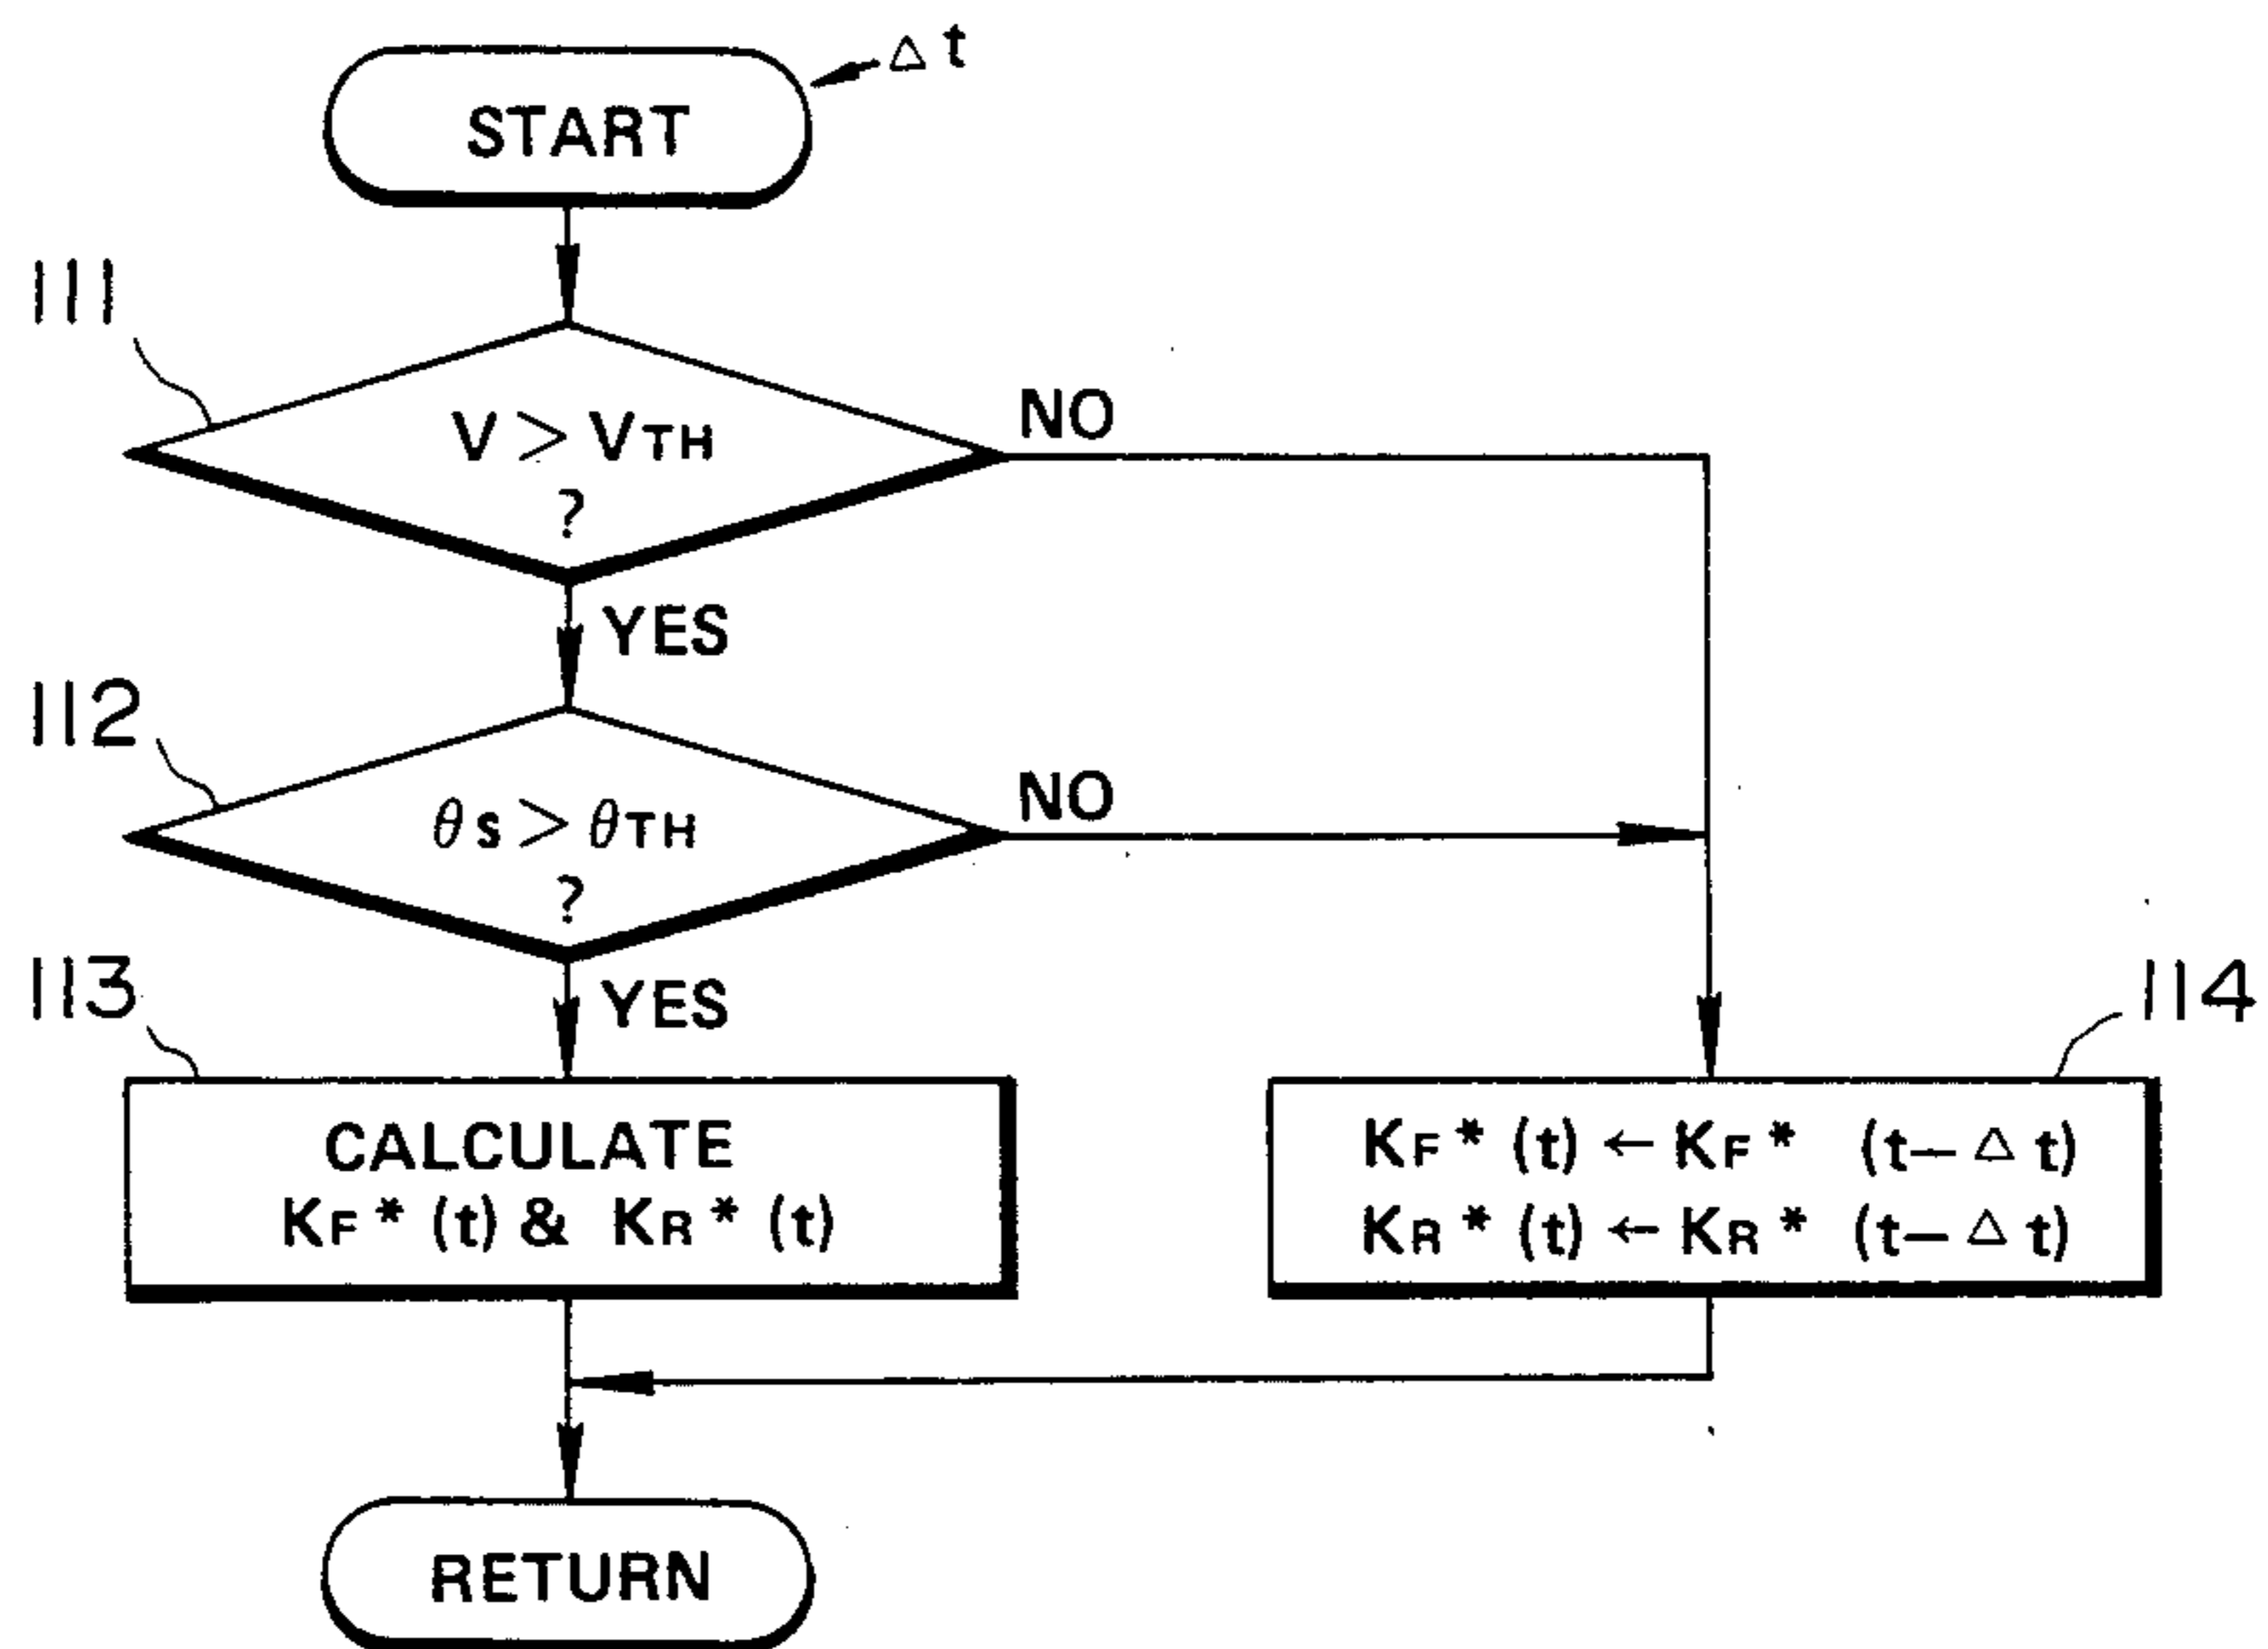 △t
START
111
V > VTH
?
NO
YES
112
θS > θTH
?
NO
YES
113
CALCULATE
KF* (t) & KR* (t)
114
KF* (t) ← KF* (t−△t)
KR* (t) ← KR* (t−△t)
RETURN